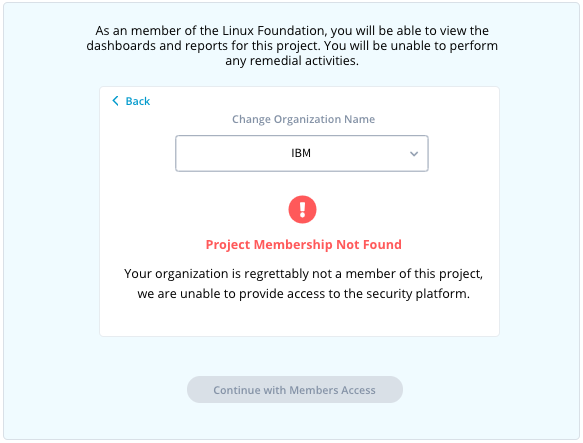 As an member of the Linux Foundation, you will be able to view the
dashboards and reports for this project. You will be unable to perform
any remedial activities.
Back
Change Organization Name
IBM
Project Membership Not Found
Your organization is regrettably not a member of this project,
we are unable to provide access to the security platform.
Continue with Members Access